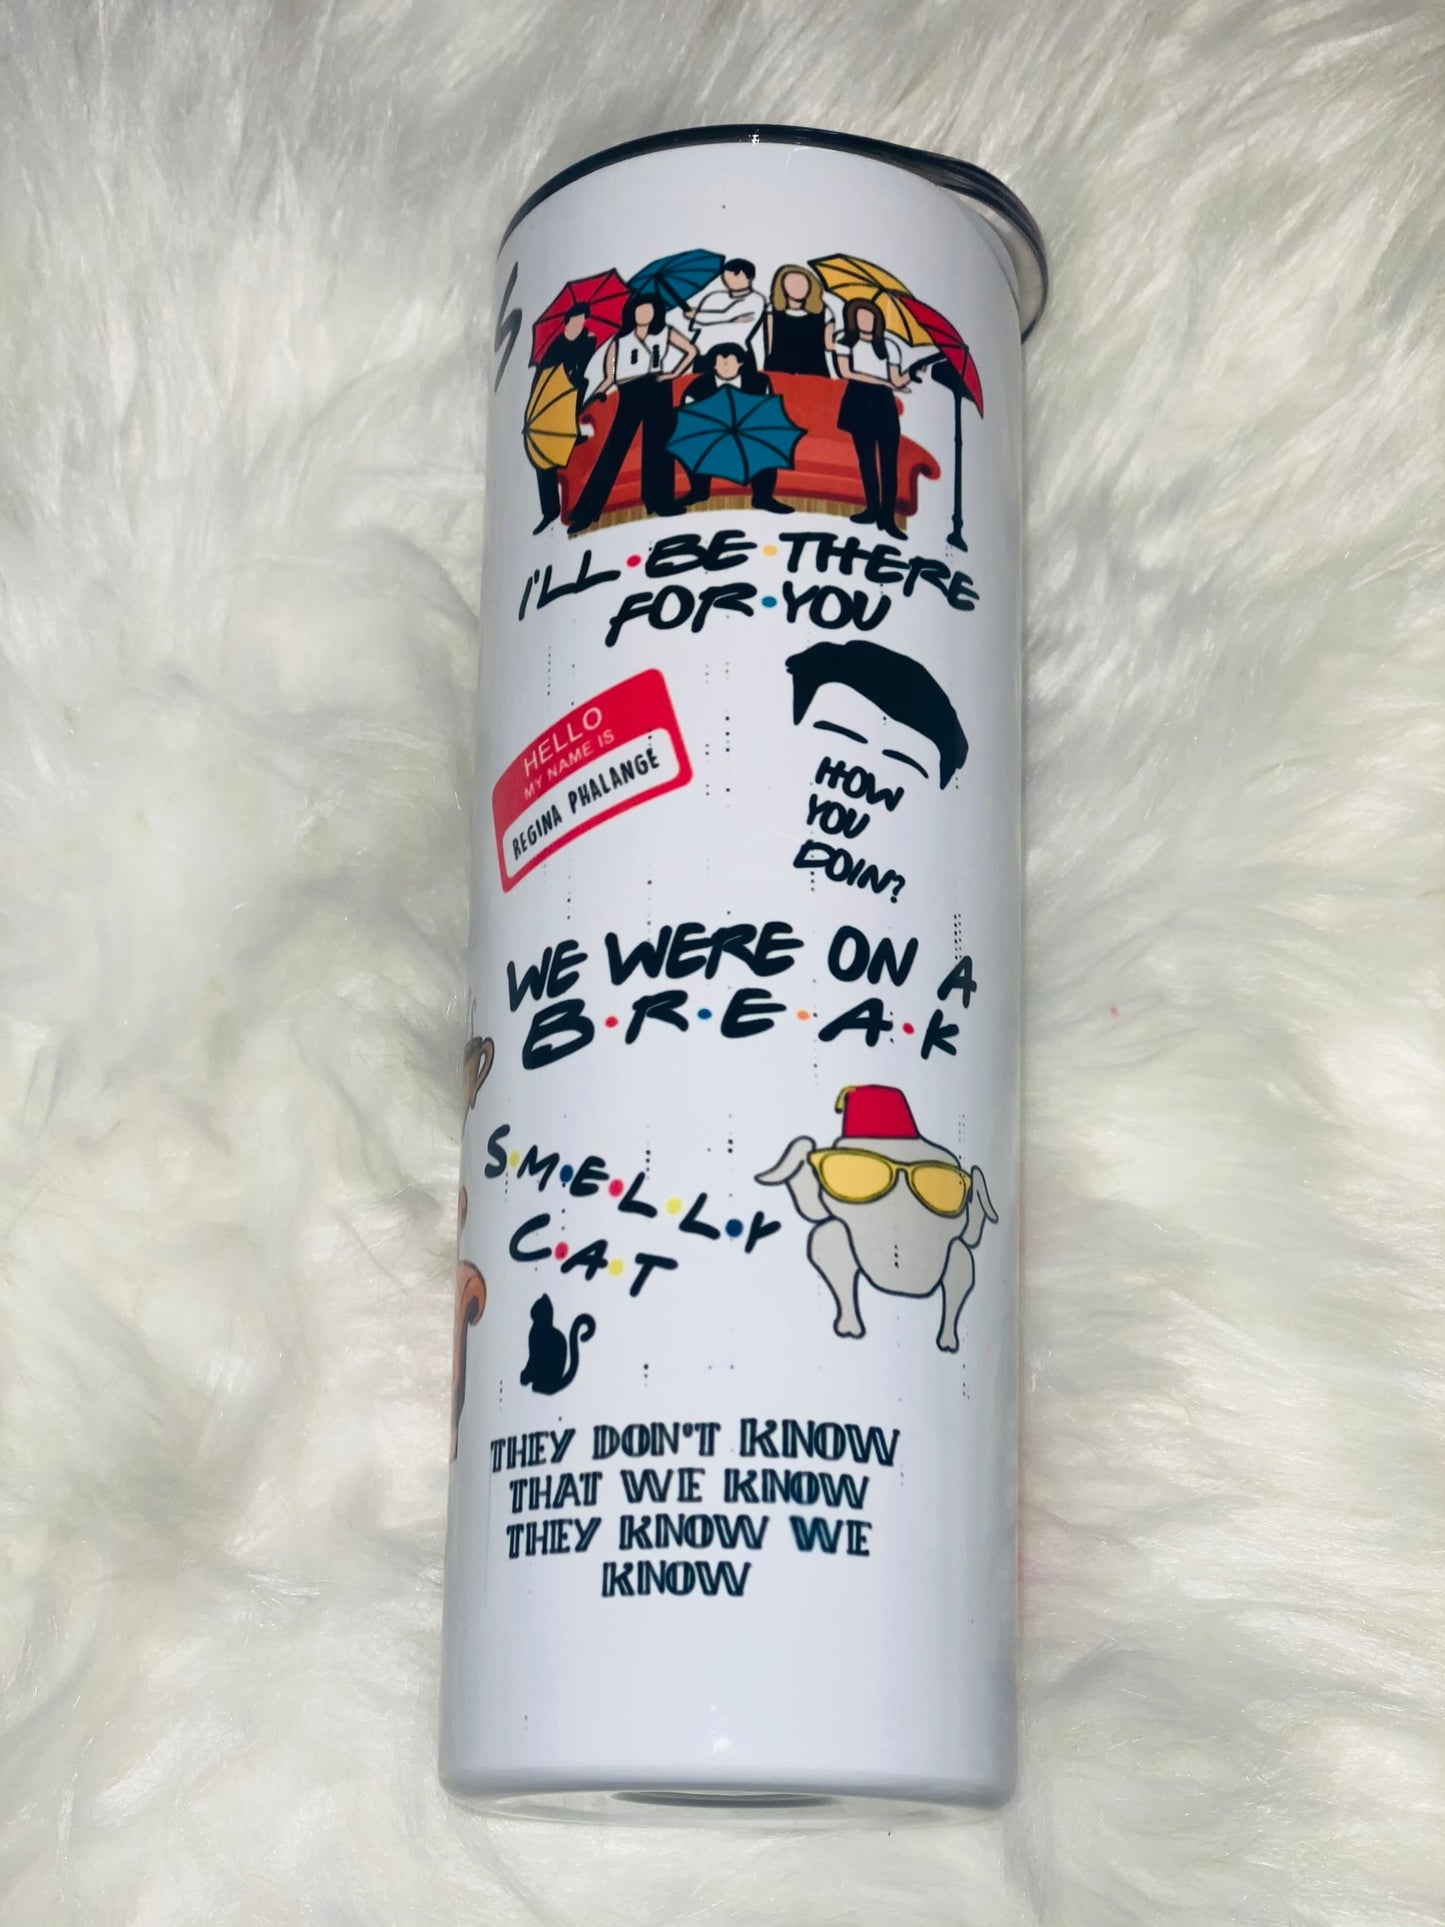 S
I'LL•BE•THERE
FOR•YOU
HELLO
MY NAME IS
REGINA PHALANGE
HOW
YOU
DOIN?
WE WERE ON A
B•R•E•A•K
S•M•E•L•L•Y
C•A•T
THEY DON'T KNOW
THAT WE KNOW
THEY KNOW WE
KNOW